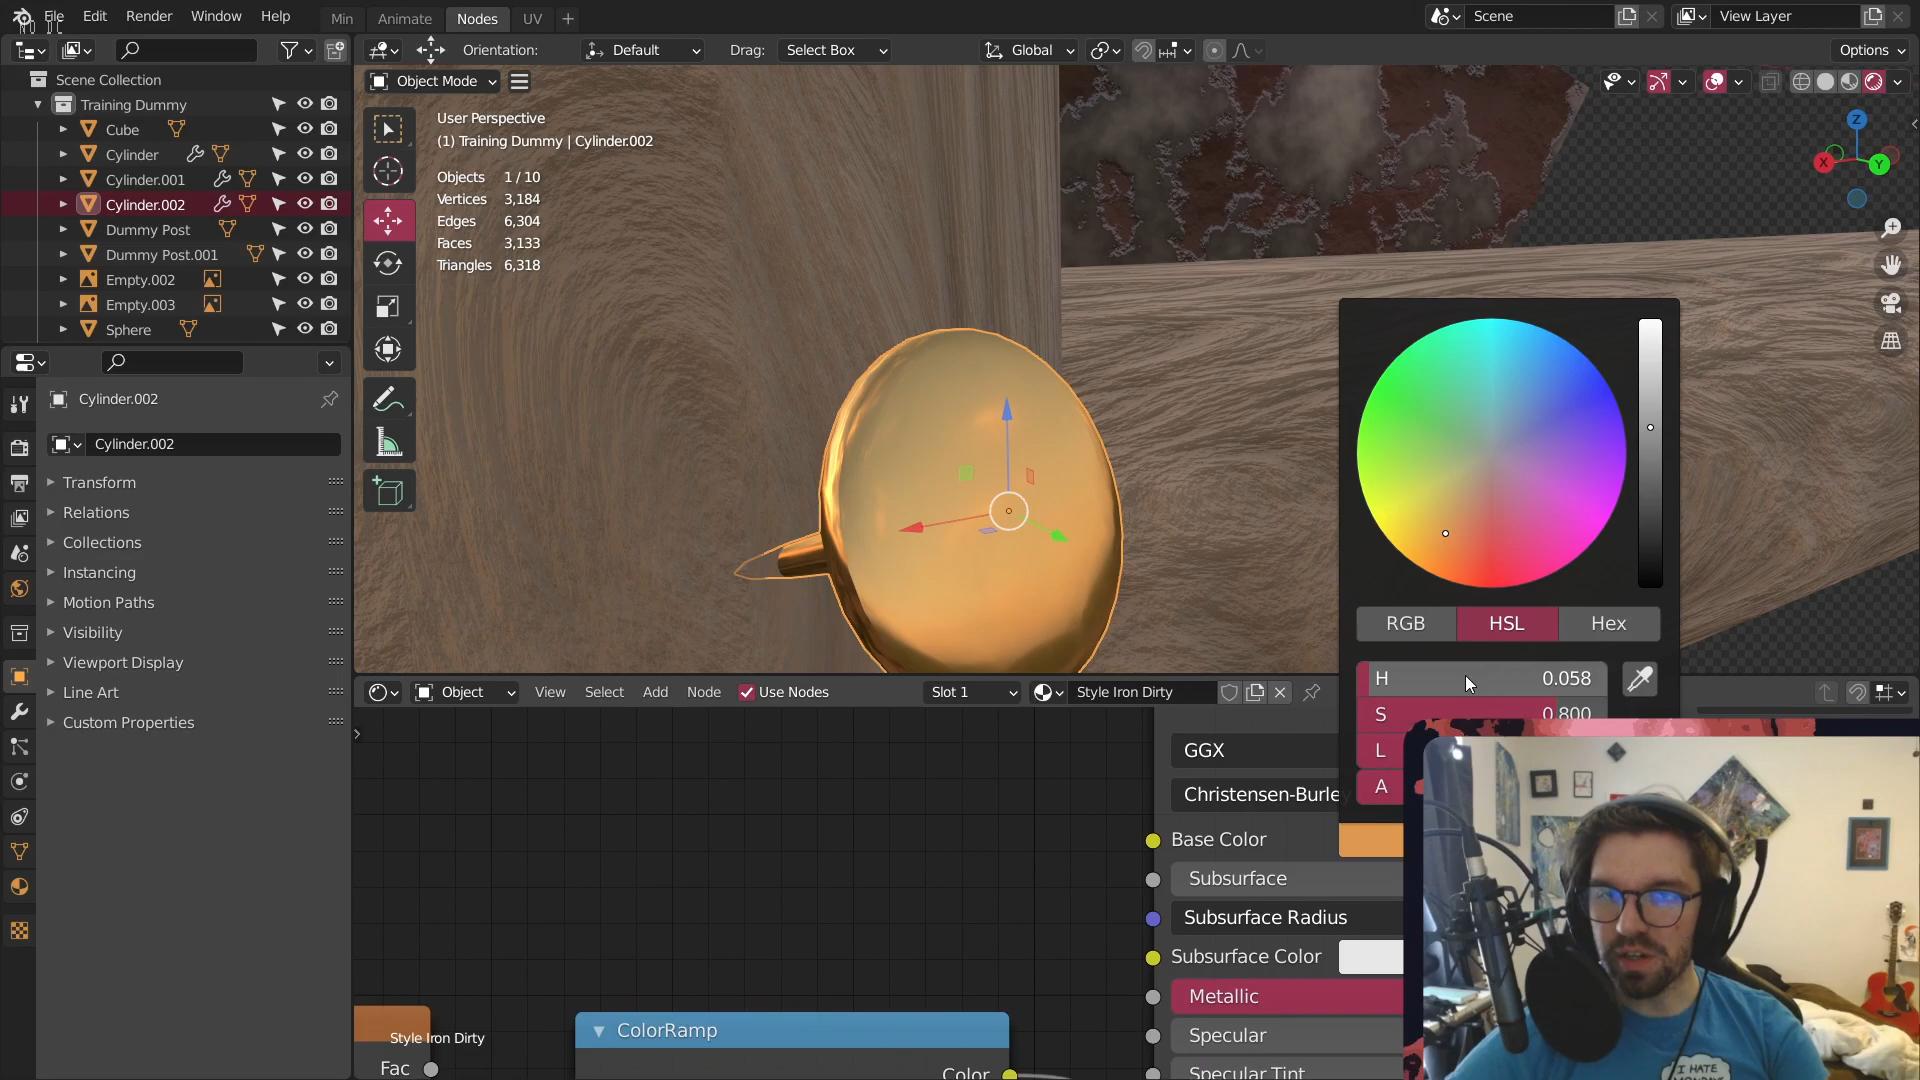 File Edit Render Window Help
Min Animate Nodes UV
Scene
View Layer
Orientation: Default Drag: Select Box Global Options
Scene Collection
Training Dummy
Cube
Cylinder
Cylinder.001
Cylinder.002
Dummy Post
Dummy Post.001
Empty.002
Empty.003
Sphere
Object Mode
User Perspective
(1) Training Dummy | Cylinder.002
Objects 1 / 10
Vertices 3,184
Edges 6,304
Faces 3,133
Triangles 6,318
Z
X
Y
Cylinder.002
Cylinder.002
Transform
Relations
Collections
Instancing
Motion Paths
Visibility
Viewport Display
Line Art
Custom Properties
RGB HSL Hex
H 0.058
S 0.800
L
A
Object View Select Add Node Use Nodes Slot 1 Style Iron Dirty
GGX
Christensen-Burley
Base Color
Subsurface
Subsurface Radius
Subsurface Color
Metallic
Specular
Specular Tint
Style Iron Dirty
Fac
ColorRamp
Color
I HATE